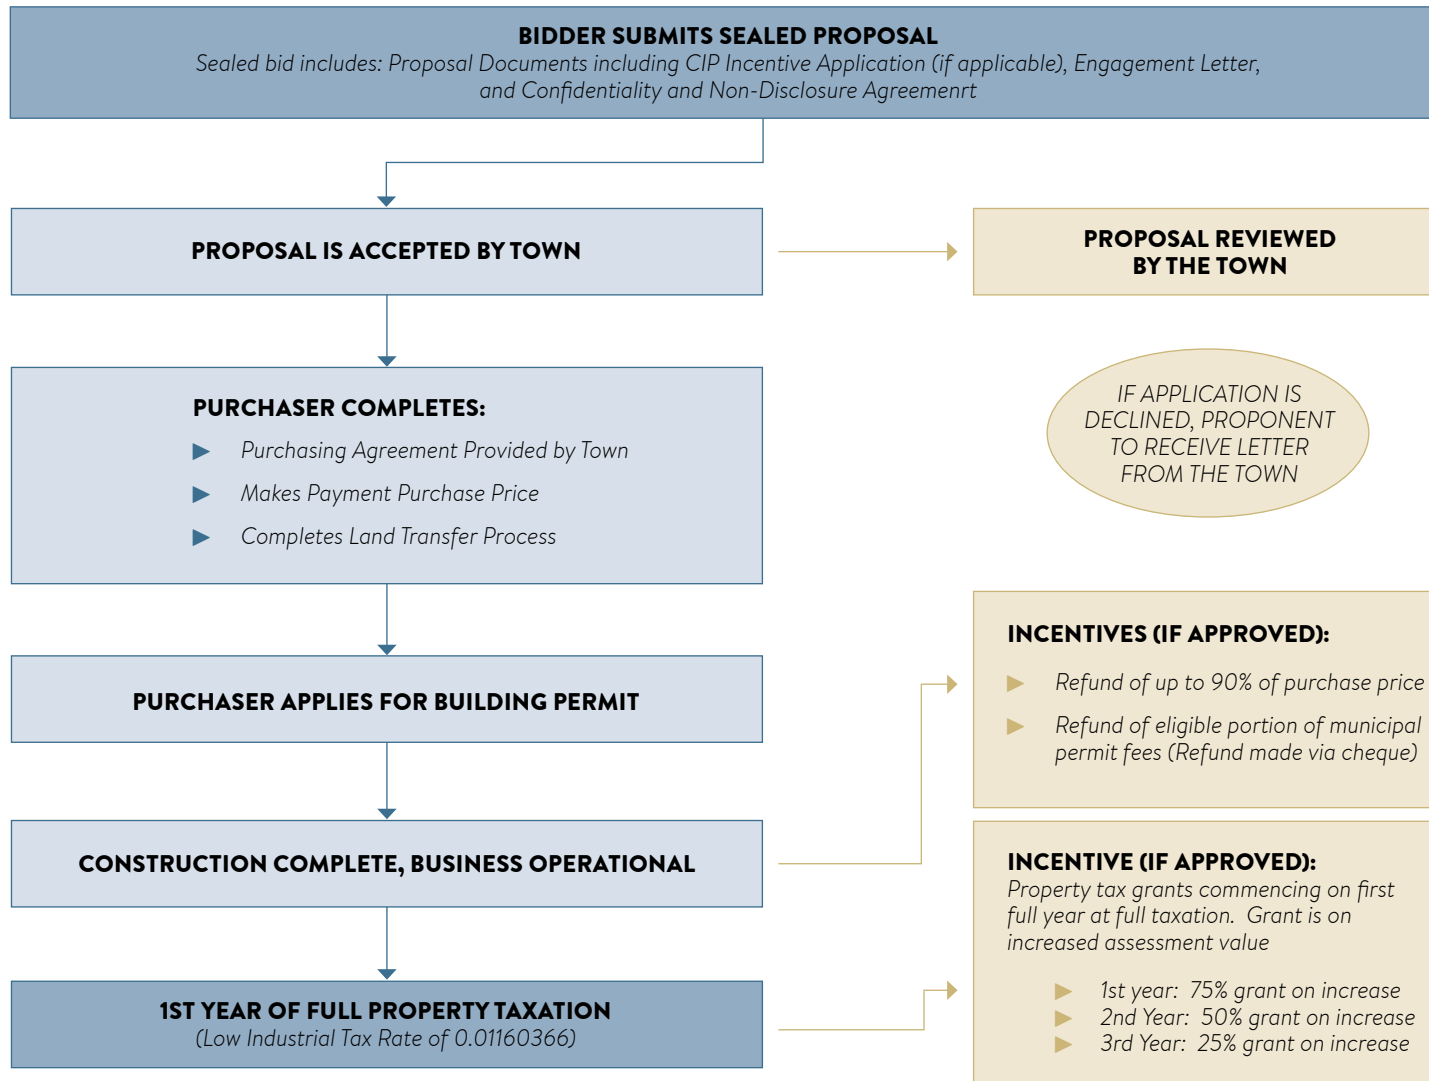 BIDDER SUBMITS SEALED PROPOSAL
Sealed bid includes: Proposal Documents including CIP Incentive Application (if applicable), Engagement Letter,
and Confidentiality and Non-Disclosure Agreemenrt
PROPOSAL IS ACCEPTED BY TOWN
PROPOSAL REVIEWED
BY THE TOWN
IF APPLICATION IS
DECLINED, PROPONENT
TO RECEIVE LETTER
FROM THE TOWN
PURCHASER COMPLETES:
Purchasing Agreement Provided by Town
Makes Payment Purchase Price
Completes Land Transfer Process
PURCHASER APPLIES FOR BUILDING PERMIT
INCENTIVES (IF APPROVED):
Refund of up to 90% of purchase price
Refund of eligible portion of municipal
permit fees (Refund made via cheque)
CONSTRUCTION COMPLETE, BUSINESS OPERATIONAL
INCENTIVE (IF APPROVED):
Property tax grants commencing on first
full year at full taxation. Grant is on
increased assessment value
1st year: 75% grant on increase
2nd Year: 50% grant on increase
3rd Year: 25% grant on increase
1ST YEAR OF FULL PROPERTY TAXATION
(Low Industrial Tax Rate of 0.01160366)